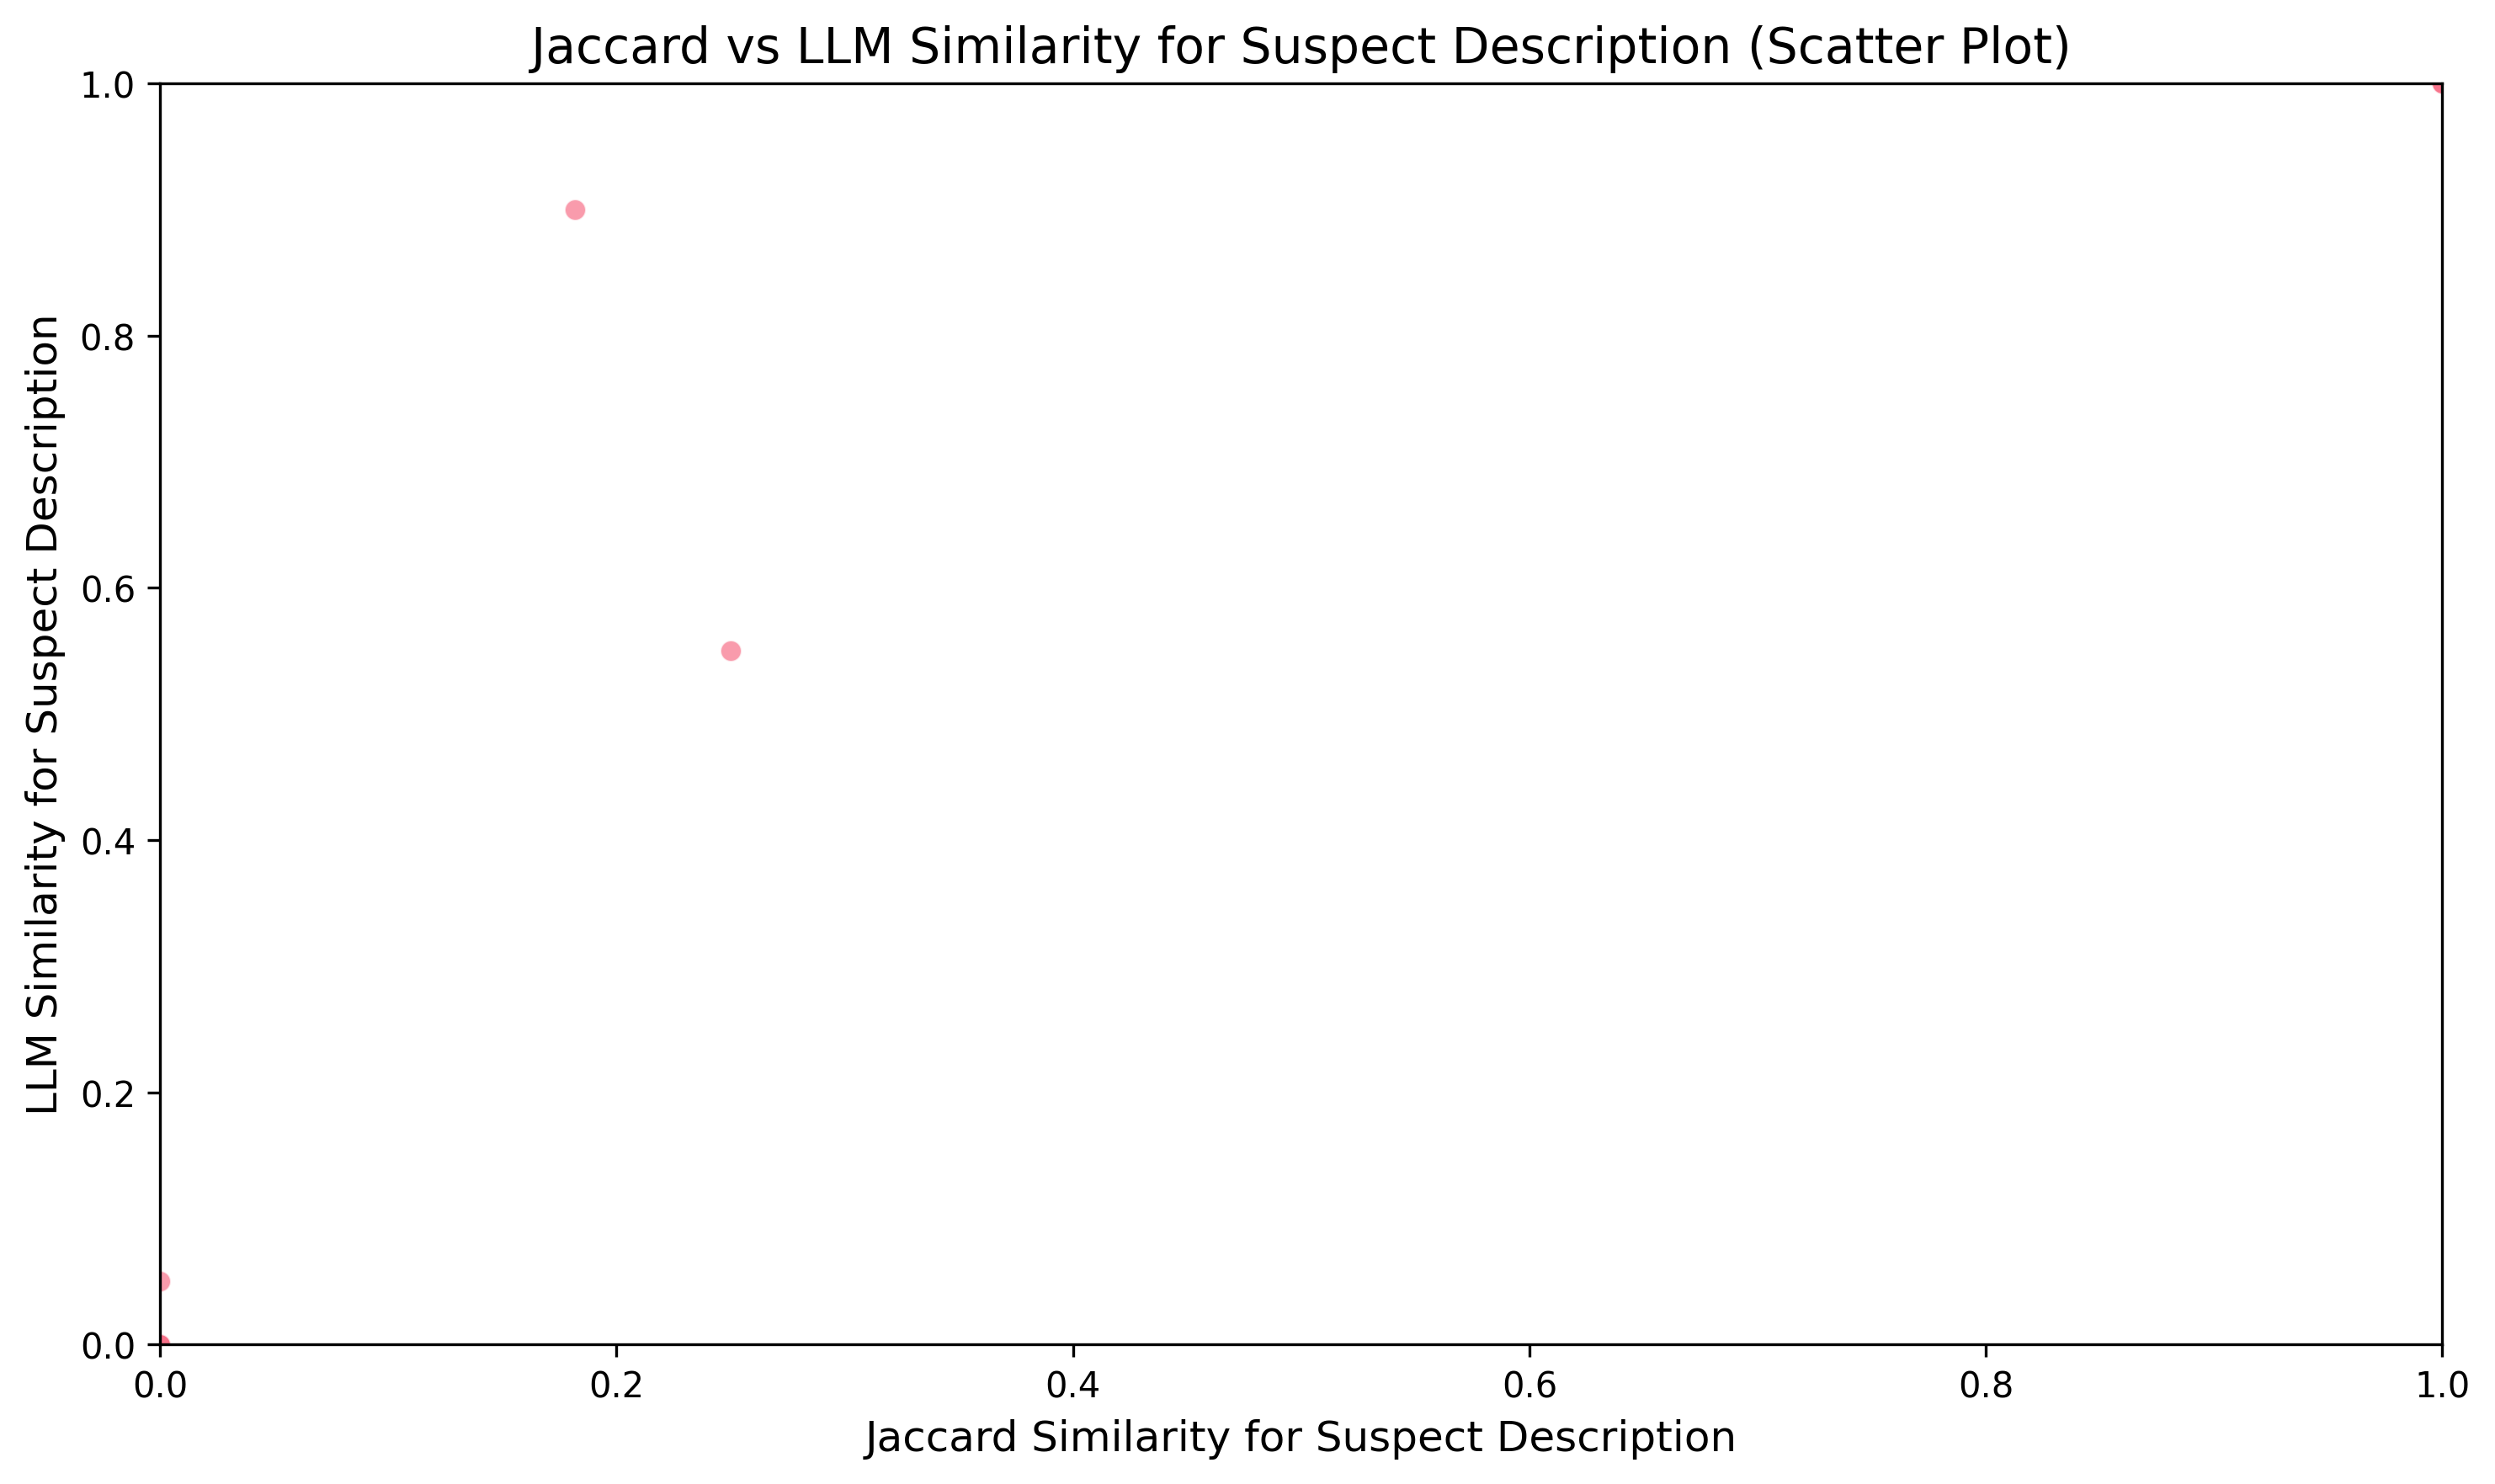 Jaccard vs LLM Similarity for Suspect Description (Scatter Plot)
LLM Similarity for Suspect Description
1.0
0.8
0.6
0.4
0.2
0.0
0.0 0.2 0.4 0.6 0.8 1.0
Jaccard Similarity for Suspect Description